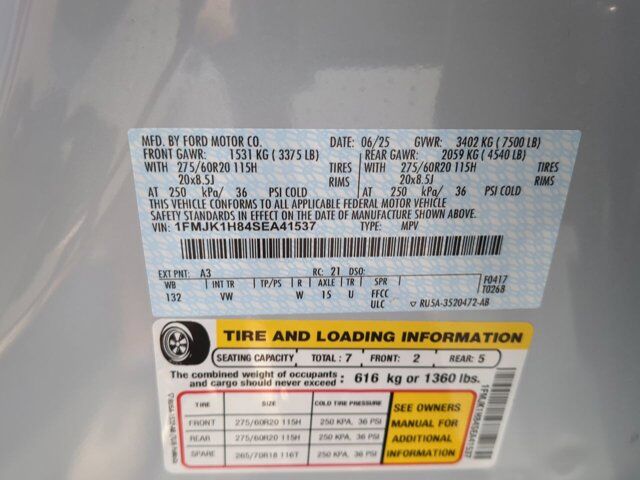 MFD. BY FORD MOTOR CO. DATE: 06/25 GVWR: 3402 KG (7500 LB)
FRONT GAWR: 1531 KG (3375 LB) REAR GAWR: 2059 KG (4540 LB)
WITH 275/60R20 115H TIRES WITH 275/60R20 115H TIRES
20x8.5J RIMS 20x8.5J RIMS
AT 250 kPa/ 36 PSI COLD AT 250 kPa/ 36 PSI COLD
THIS VEHICLE CONFORMS TO ALL APPLICABLE FEDERAL MOTOR VEHICLE
SAFETY STANDARDS IN EFFECT ON THE DATE OF MANUFACTURE SHOWN ABOVE.
VIN: 1FMJK1H84SEA41537 TYPE: MPV
EXT PNT: A3 RC: 21 DSO:
WB INT TR TP/PS R AXLE TR SPR F0417
132 VW W 15 U FFCC T0268
ULC ▽ RU5A-3520472-AB
TIRE AND LOADING INFORMATION
SEATING CAPACITY TOTAL : 7 FRONT: 2 REAR: 5
The combined weight of occupants
and cargo should never exceed : 616 kg or 1360 lbs.
TIRE SIZE COLD TIRE PRESSURE
FRONT 275/60R20 115H 250 KPA, 36 PSI
REAR 275/60R20 115H 250 KPA, 36 PSI
SPARE 265/70R18 116T 250 KPA, 36 PSI
SEE OWNERS
MANUAL FOR
ADDITIONAL
INFORMATION
1FMJK1H84SEA41537